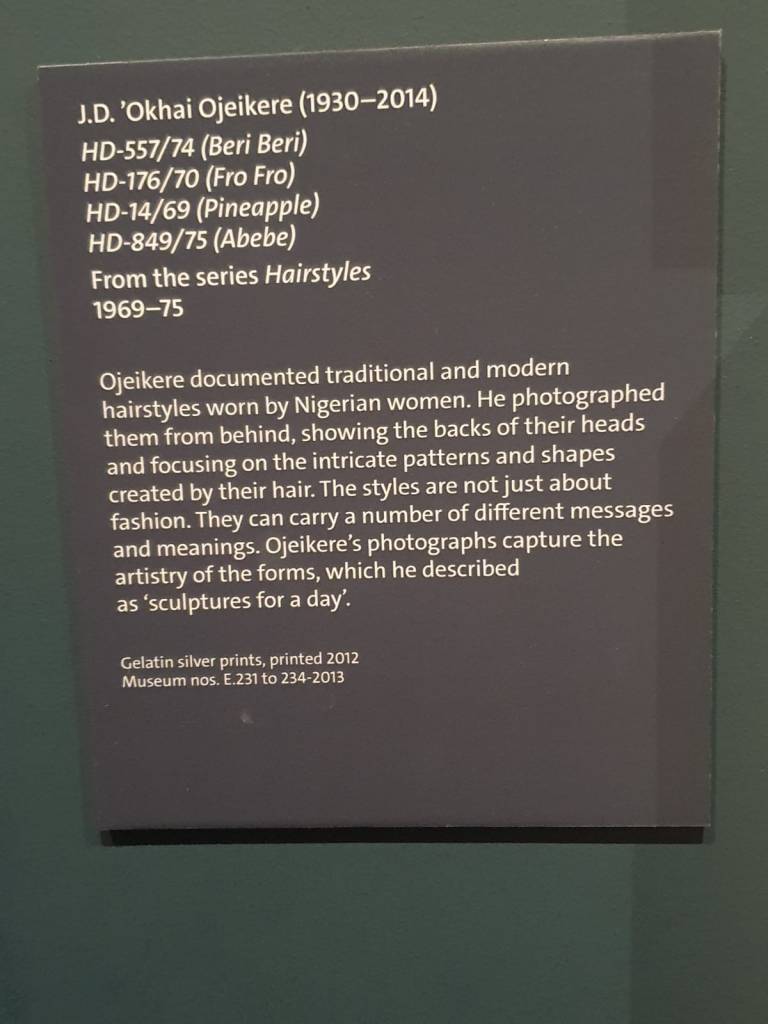 J.D. ’Okhai Ojeikere (1930–2014)
HD-557/74 (Beri Beri)
HD-176/70 (Fro Fro)
HD-14/69 (Pineapple)
HD-849/75 (Abebe)
From the series Hairstyles
1969–75
Ojeikere documented traditional and modern
hairstyles worn by Nigerian women. He photographed
them from behind, showing the backs of their heads
and focusing on the intricate patterns and shapes
created by their hair. The styles are not just about
fashion. They can carry a number of different messages
and meanings. Ojeikere’s photographs capture the
artistry of the forms, which he described
as ‘sculptures for a day’.
Gelatin silver prints, printed 2012
Museum nos. E.231 to 234-2013